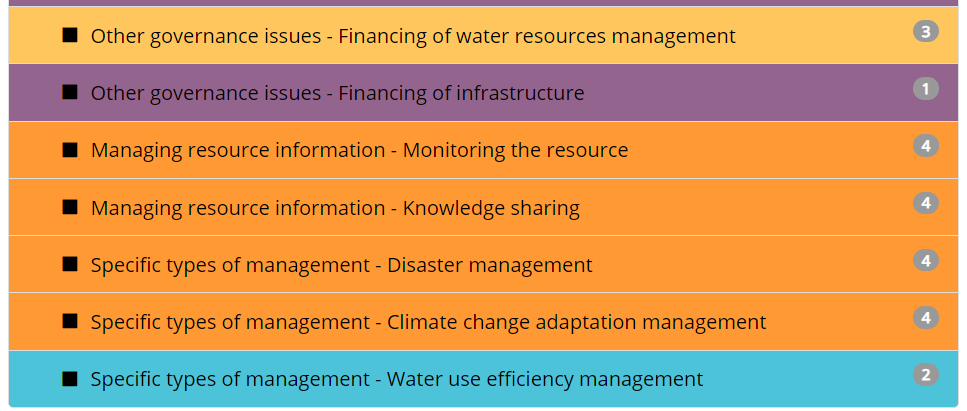 Other governance issues - Financing of water resources management 3
Other governance issues - Financing of infrastructure 1
Managing resource information - Monitoring the resource 4
Managing resource information - Knowledge sharing 4
Specific types of management - Disaster management 4
Specific types of management - Climate change adaptation management 4
Specific types of management - Water use efficiency management 2